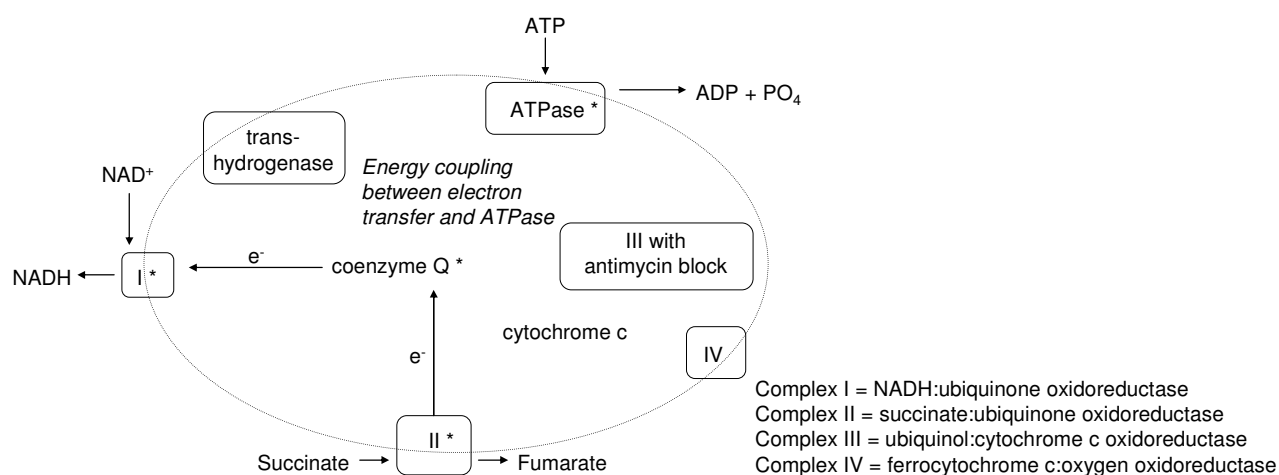 ATP
ATPase *
ADP + PO₄
trans-
hydrogenase
Energy coupling
between electron
transfer and ATPase
NAD⁺
III with
antimycin block
e⁻
NADH
I *
coenzyme Q *
cytochrome c
e⁻
IV
II *
Succinate
Fumarate
Complex I = NADH:ubiquinone oxidoreductase
Complex II = succinate:ubiquinone oxidoreductase
Complex III = ubiquinol:cytochrome c oxidoreductase
Complex IV = ferrocytochrome c:oxygen oxidoreductase